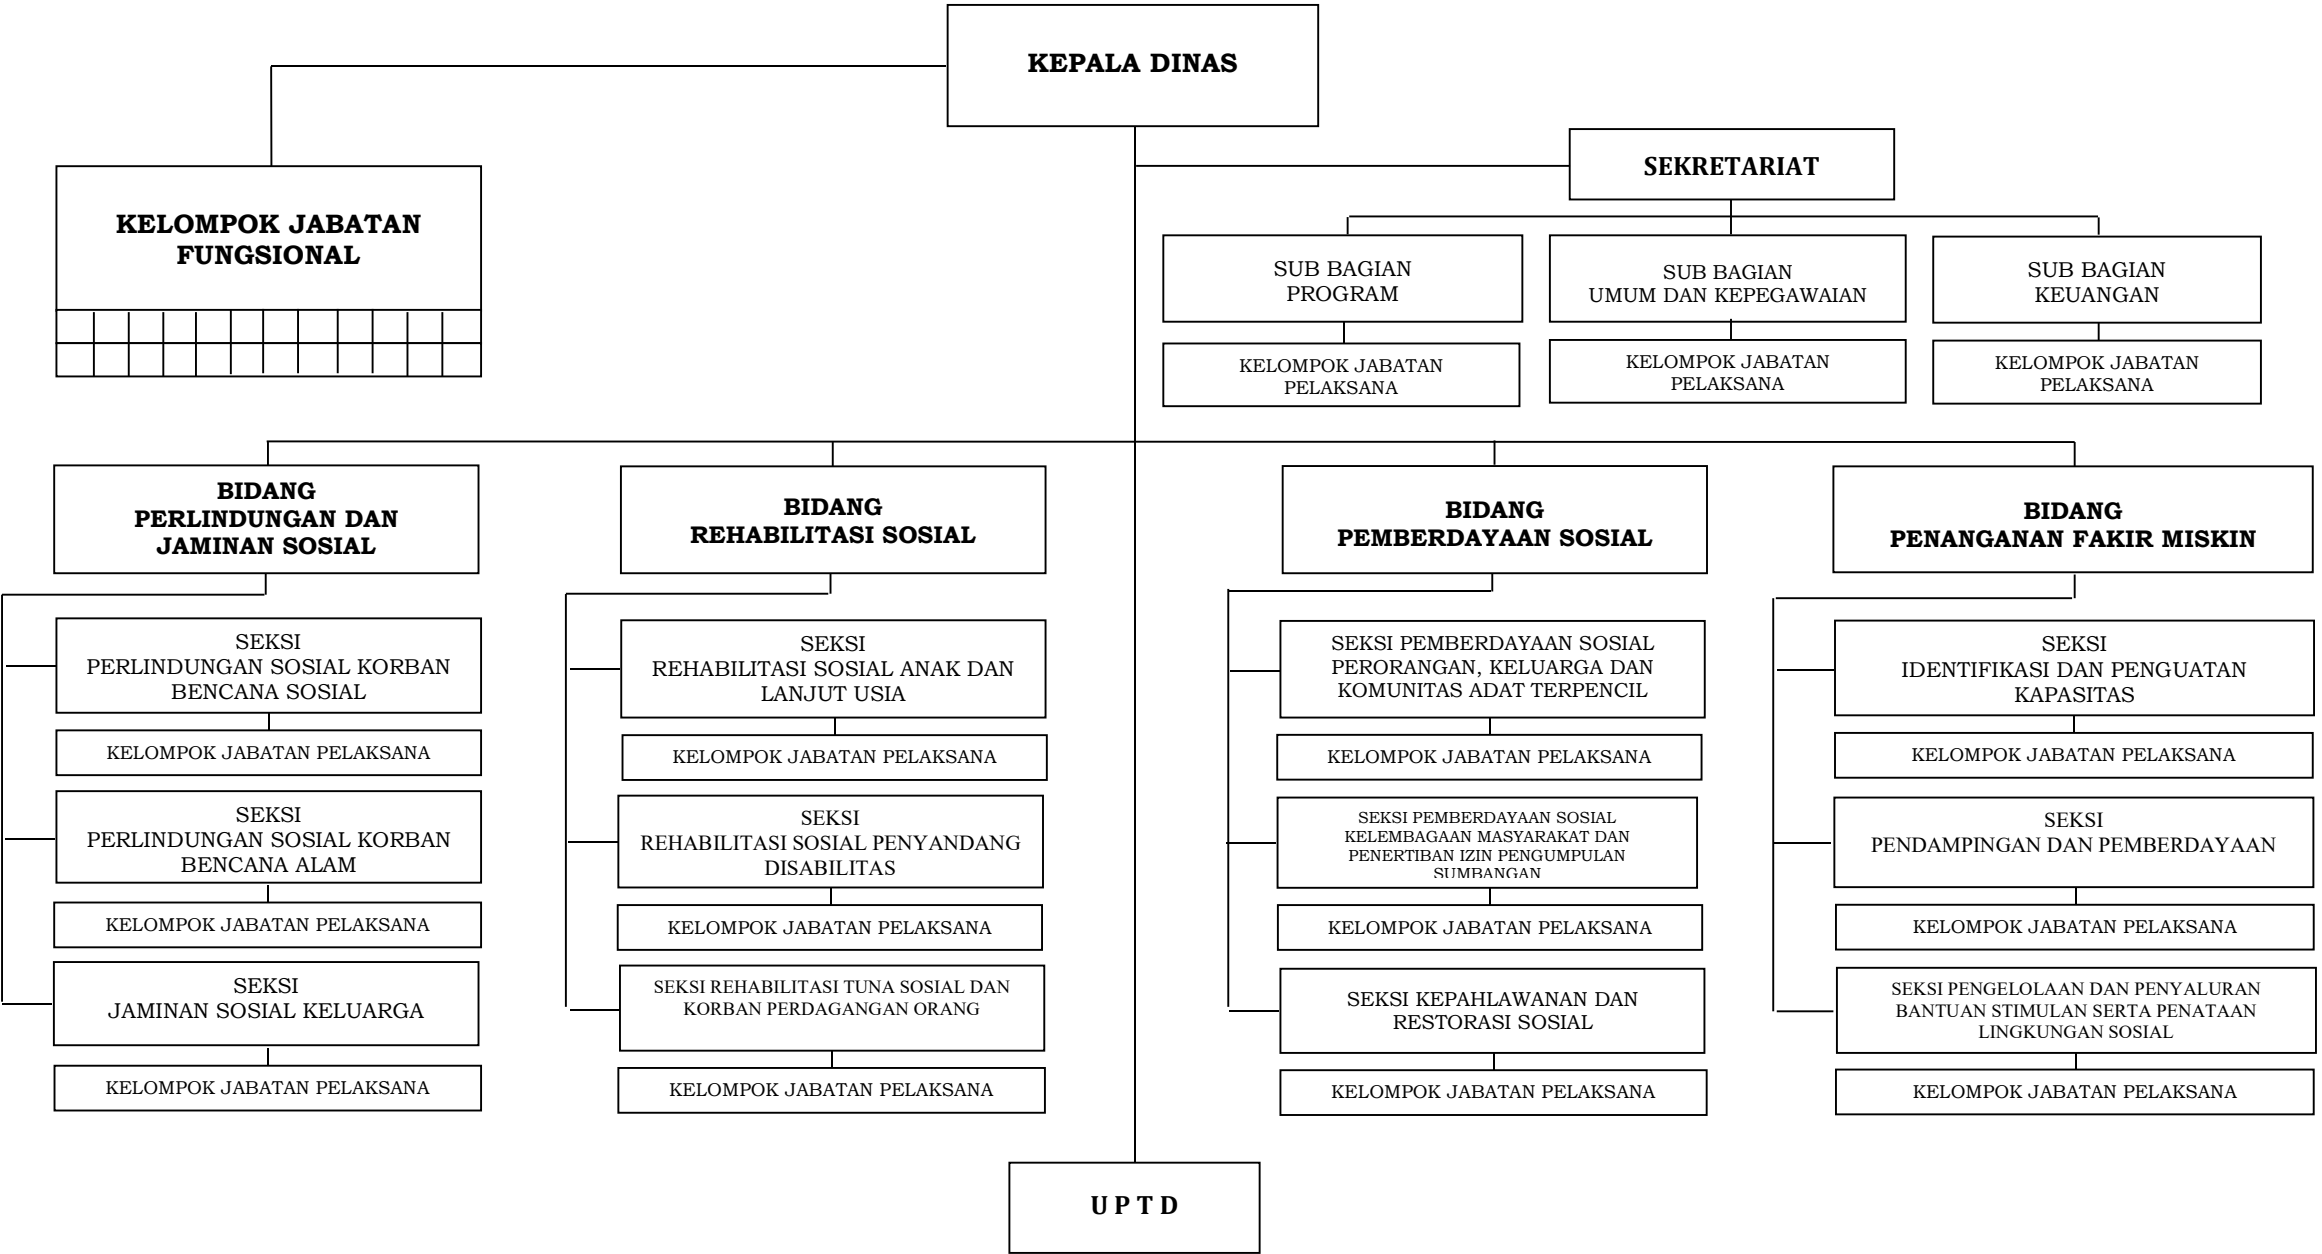 KEPALA DINAS
SEKRETARIAT
KELOMPOK JABATAN
FUNGSIONAL
SUB BAGIAN
PROGRAM
SUB BAGIAN
UMUM DAN KEPEGAWAIAN
SUB BAGIAN
KEUANGAN
KELOMPOK JABATAN
PELAKSANA
KELOMPOK JABATAN
PELAKSANA
KELOMPOK JABATAN
PELAKSANA
BIDANG
PERLINDUNGAN DAN
JAMINAN SOSIAL
SEKSI
PERLINDUNGAN SOSIAL KORBAN
BENCANA SOSIAL
KELOMPOK JABATAN PELAKSANA
SEKSI
PERLINDUNGAN SOSIAL KORBAN
BENCANA ALAM
KELOMPOK JABATAN PELAKSANA
SEKSI
JAMINAN SOSIAL KELUARGA
KELOMPOK JABATAN PELAKSANA
BIDANG
REHABILITASI SOSIAL
SEKSI
REHABILITASI SOSIAL ANAK DAN
LANJUT USIA
KELOMPOK JABATAN PELAKSANA
SEKSI
REHABILITASI SOSIAL PENYANDANG
DISABILITAS
KELOMPOK JABATAN PELAKSANA
SEKSI REHABILITASI TUNA SOSIAL DAN
KORBAN PERDAGANGAN ORANG
KELOMPOK JABATAN PELAKSANA
BIDANG
PEMBERDAYAAN SOSIAL
SEKSI PEMBERDAYAAN SOSIAL
PERORANGAN, KELUARGA DAN
KOMUNITAS ADAT TERPENCIL
KELOMPOK JABATAN PELAKSANA
SEKSI PEMBERDAYAAN SOSIAL
KELEMBAGAAN MASYARAKAT DAN
PENERTIBAN IZIN PENGUMPULAN
SUMBANGAN
KELOMPOK JABATAN PELAKSANA
SEKSI KEPAHLAWANAN DAN
RESTORASI SOSIAL
KELOMPOK JABATAN PELAKSANA
BIDANG
PENANGANAN FAKIR MISKIN
SEKSI
IDENTIFIKASI DAN PENGUATAN
KAPASITAS
KELOMPOK JABATAN PELAKSANA
SEKSI
PENDAMPINGAN DAN PEMBERDAYAAN
KELOMPOK JABATAN PELAKSANA
SEKSI PENGELOLAAN DAN PENYALURAN
BANTUAN STIMULAN SERTA PENATAAN
LINGKUNGAN SOSIAL
KELOMPOK JABATAN PELAKSANA
U P T D